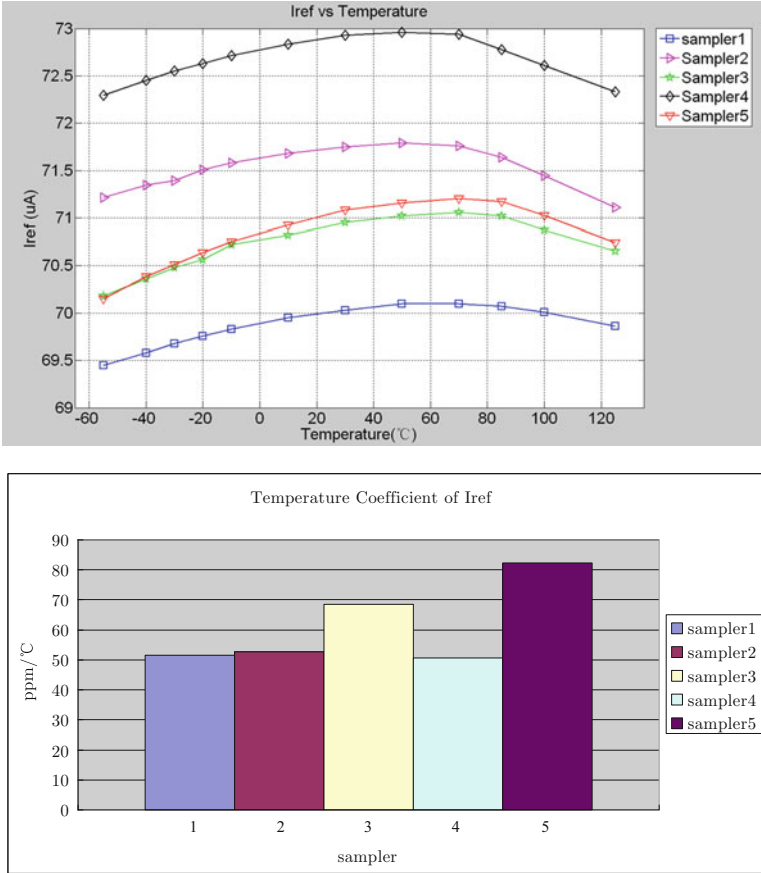 Iref vs Temperature
73
72.5
72
71.5
71
70.5
70
69.5
69
Iref (uA)
-60 -40 -20 0 20 40 60 80 100 120
Temperature(℃)
sampler1
Sampler2
Sampler3
Sampler4
Sampler5
Temperature Coefficient of Iref
90
80
70
60
50
40
30
20
10
0
ppm/℃
1 2 3 4 5
sampler
sampler1
sampler2
sampler3
sampler4
sampler5